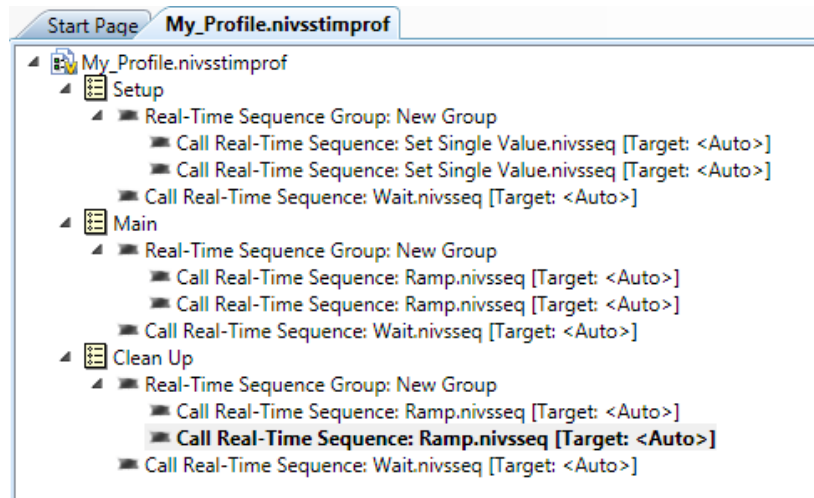 Start Page My_Profile.nivsstimprof
My_Profile.nivsstimprof
Setup
Real-Time Sequence Group: New Group
Call Real-Time Sequence: Set Single Value.nivsseq [Target: <Auto>]
Call Real-Time Sequence: Set Single Value.nivsseq [Target: <Auto>]
Call Real-Time Sequence: Wait.nivsseq [Target: <Auto>]
Main
Real-Time Sequence Group: New Group
Call Real-Time Sequence: Ramp.nivsseq [Target: <Auto>]
Call Real-Time Sequence: Ramp.nivsseq [Target: <Auto>]
Call Real-Time Sequence: Wait.nivsseq [Target: <Auto>]
Clean Up
Real-Time Sequence Group: New Group
Call Real-Time Sequence: Ramp.nivsseq [Target: <Auto>]
Call Real-Time Sequence: Ramp.nivsseq [Target: <Auto>]
Call Real-Time Sequence: Wait.nivsseq [Target: <Auto>]